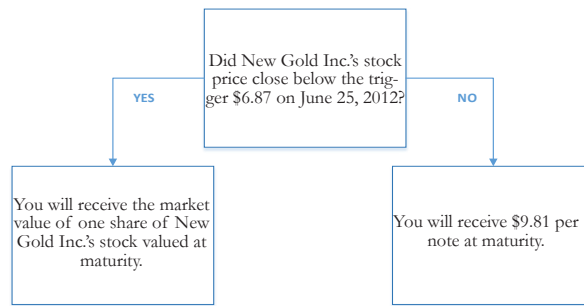 Did New Gold Inc.'s stock
price close below the trig-
ger $6.87 on June 25, 2012?
YES
NO
You will receive the market
value of one share of New
Gold Inc.'s stock valued at
maturity.
You will receive $9.81 per
note at maturity.